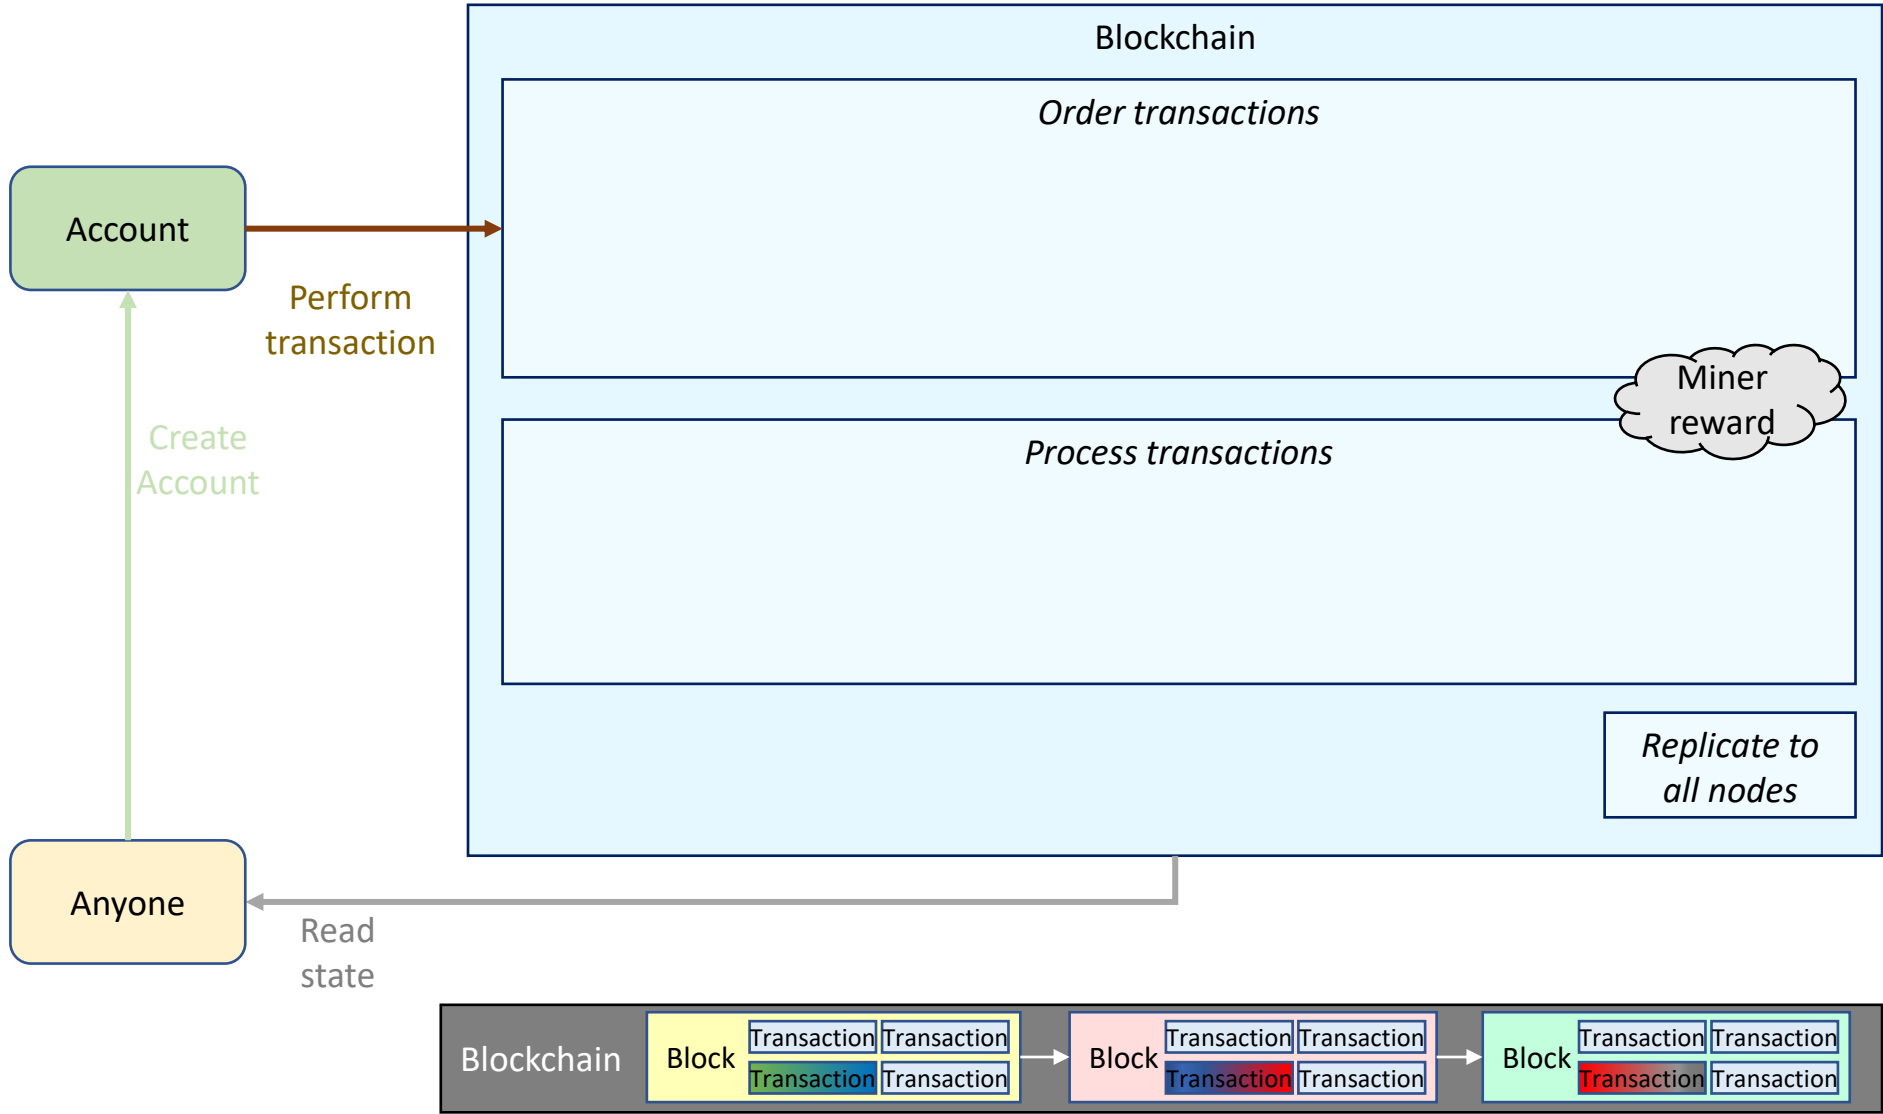 Blockchain
Order transactions
Account
Perform
transaction
Miner
reward
Create
Account
Process transactions
Replicate to
all nodes
Anyone
Read
state
Blockchain
Block
Transaction Transaction
Transaction Transaction
Block
Transaction Transaction
Transaction Transaction
Block
Transaction Transaction
Transaction Transaction